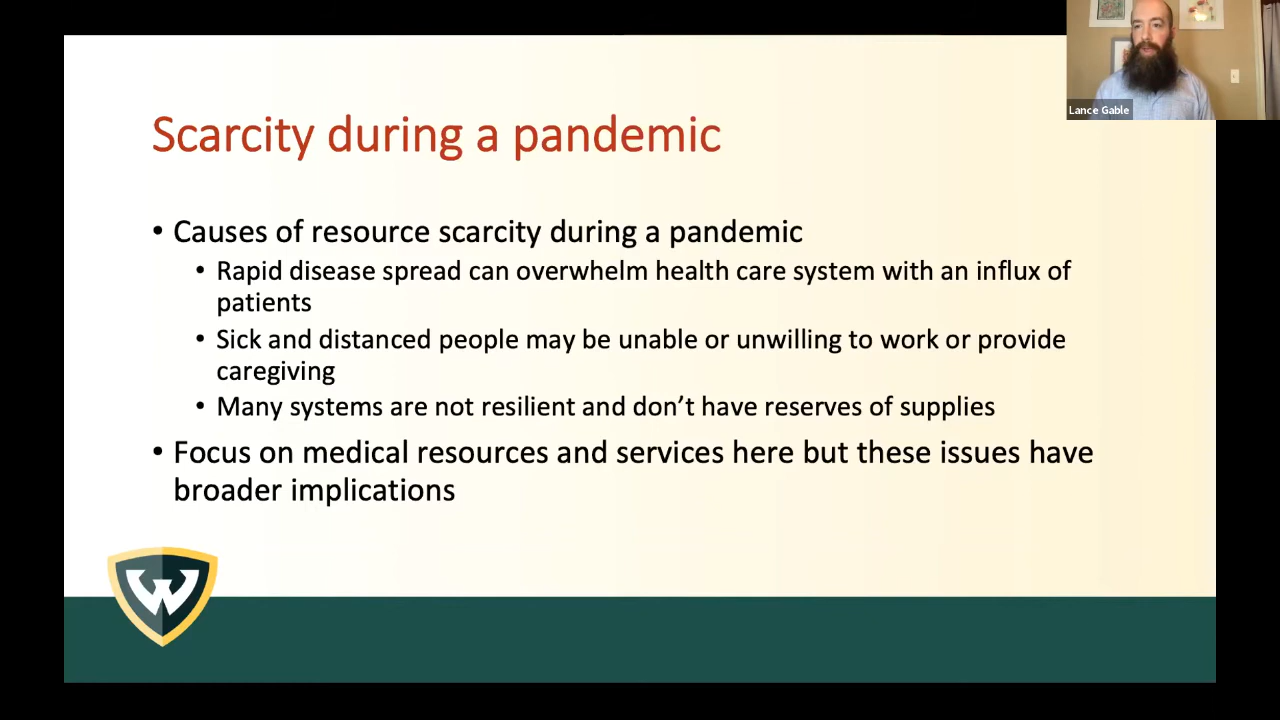 Lance Gable
Scarcity during a pandemic
• Causes of resource scarcity during a pandemic
• Rapid disease spread can overwhelm health care system with an influx of
patients
• Sick and distanced people may be unable or unwilling to work or provide
caregiving
• Many systems are not resilient and don’t have reserves of supplies
• Focus on medical resources and services here but these issues have
broader implications
W